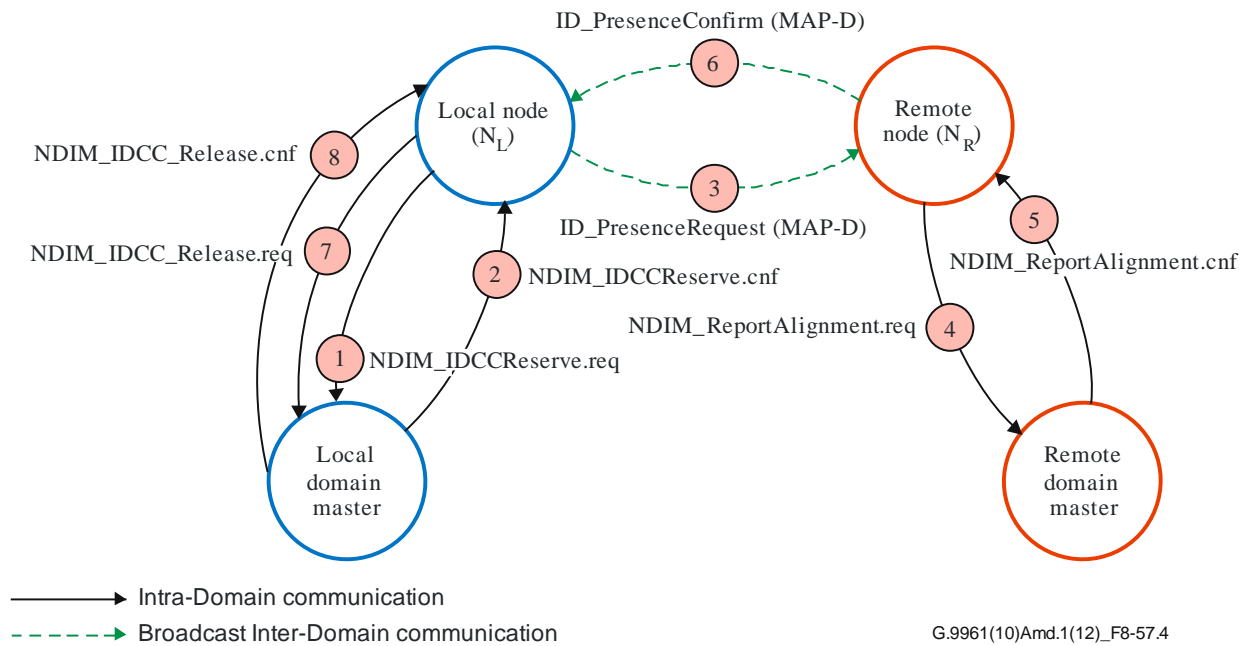 ID_PresenceConfirm (MAP-D)
6
Local node
(N_L)
Remote
node (N_R)
NDIM_IDCC_Release.cnf
8
3
ID_PresenceRequest (MAP-D)
5
NDIM_IDCC_Release.req
7
NDIM_ReportAlignment.cnf
2
NDIM_IDCCReserve.cnf
NDIM_ReportAlignment.req
4
1
NDIM_IDCCReserve.req
Local
domain
master
Remote
domain
master
Intra-Domain communication
Broadcast Inter-Domain communication
G.9961(10)Amd.1(12)_F8-57.4